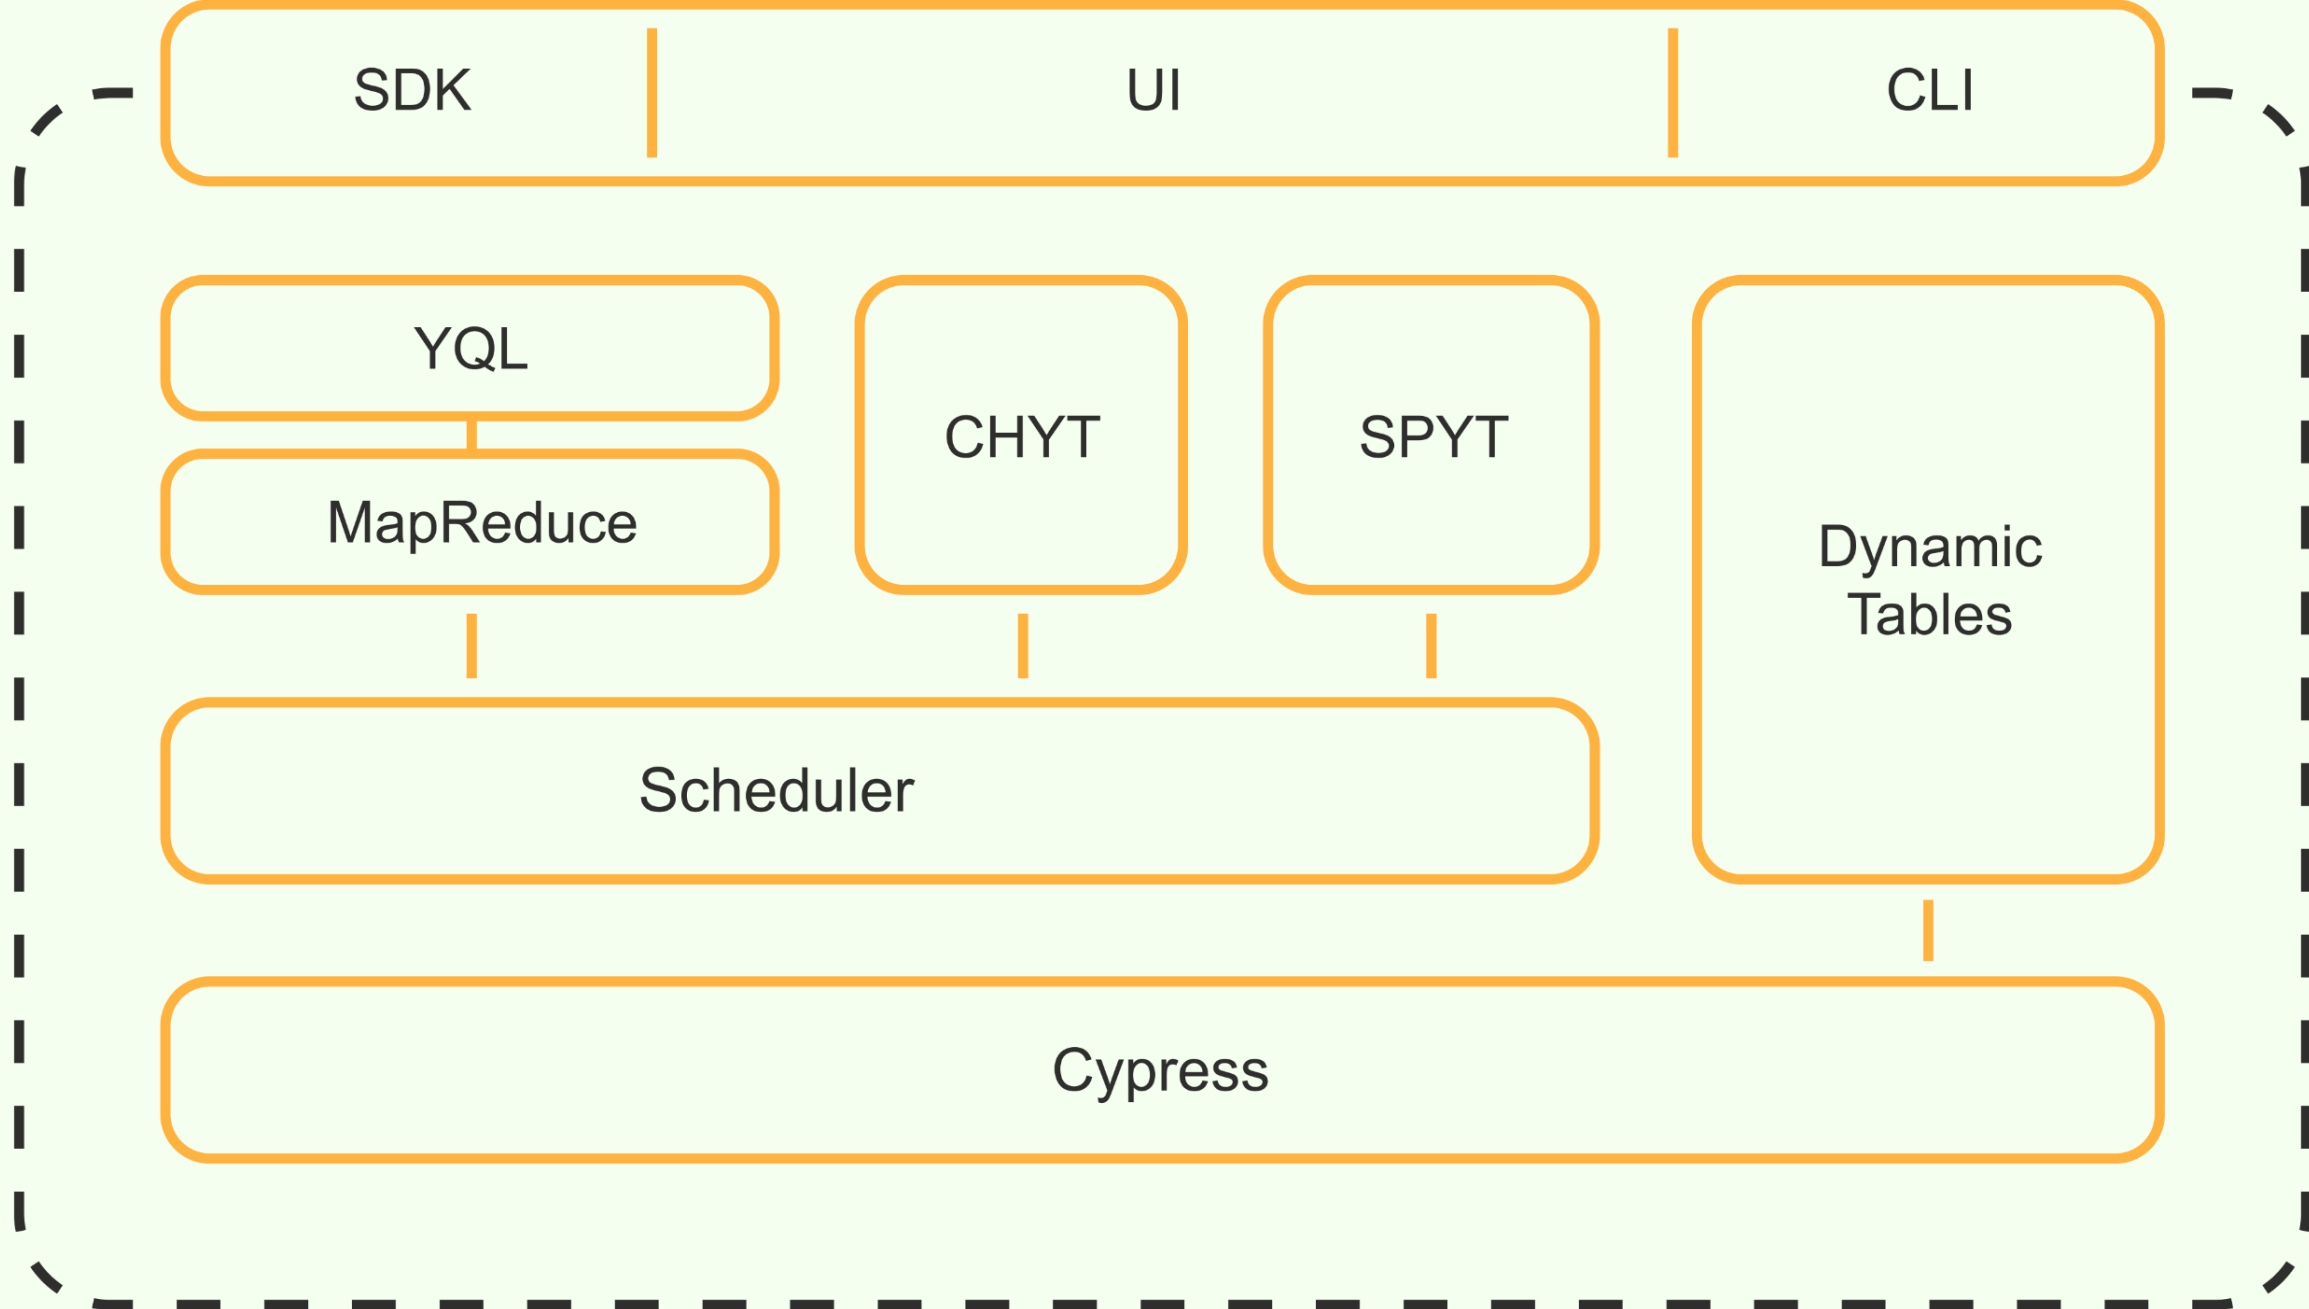 SDK
UI
CLI
YQL
MapReduce
CHYT
SPYT
Dynamic
Tables
Scheduler
Cypress